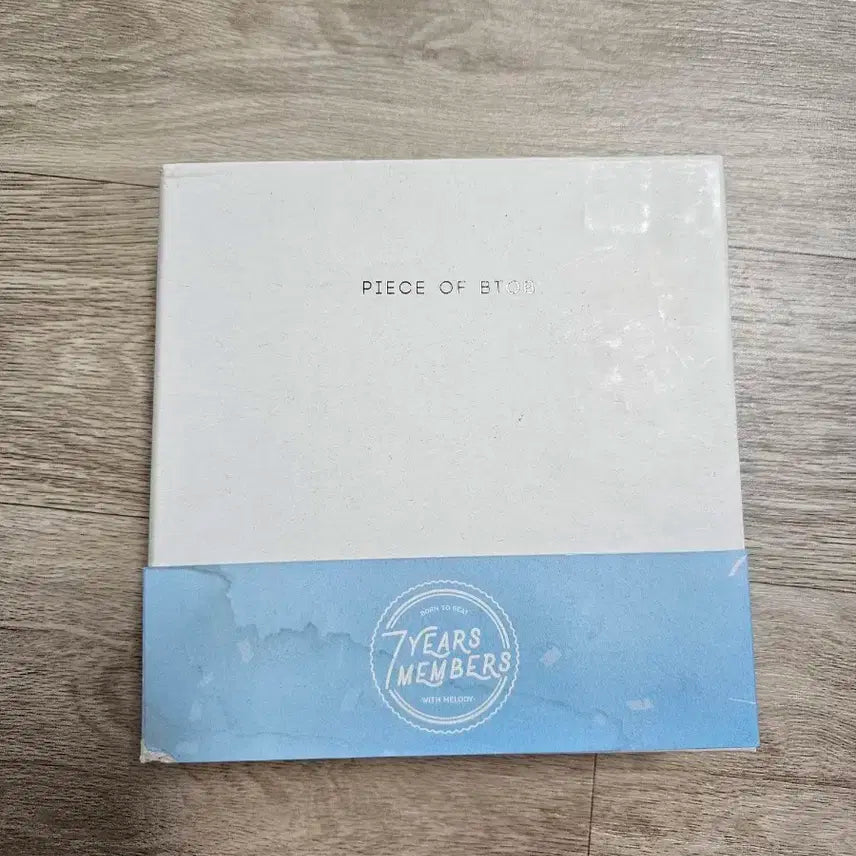 PIECE OF BTOB
BORN TO BEAT
7 YEARS
MEMBERS
WITH MELODY